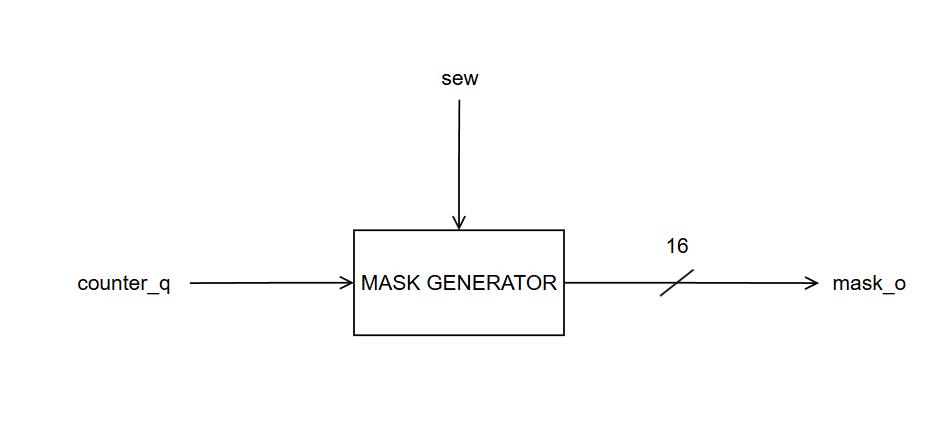 sew
16
counter_q
MASK GENERATOR
mask_o